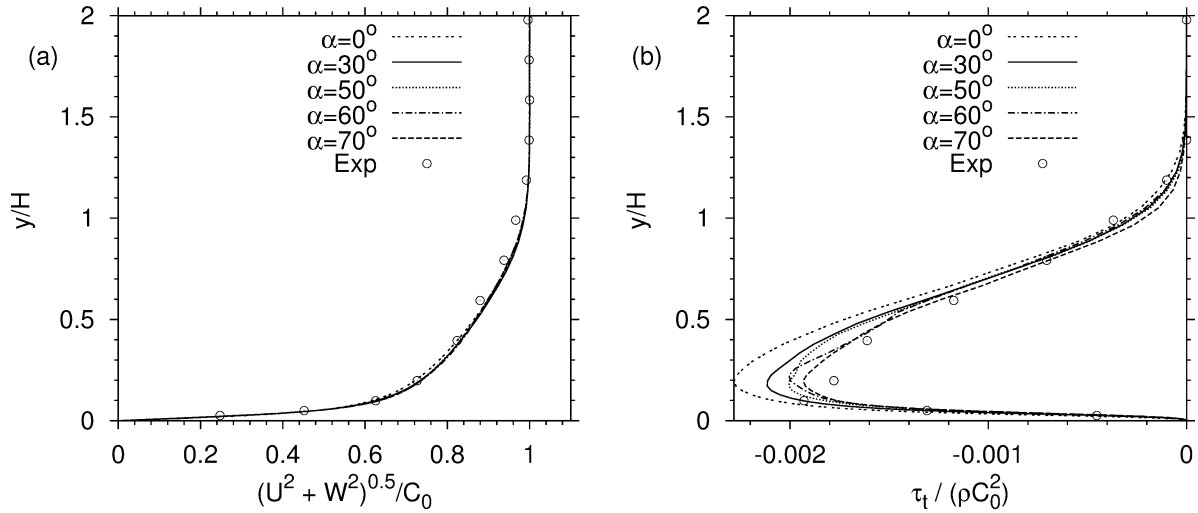 (a)
α=0°
α=30°
α=50°
α=60°
α=70°
Exp
2
1.5
1
0.5
0
y/H
0 0.2 0.4 0.6 0.8 1
(U² + W²)^0.5/C₀
(b)
α=0°
α=30°
α=50°
α=60°
α=70°
Exp
2
1.5
1
0.5
0
y/H
-0.002 -0.001 0
τₜ / (ρC₀²)